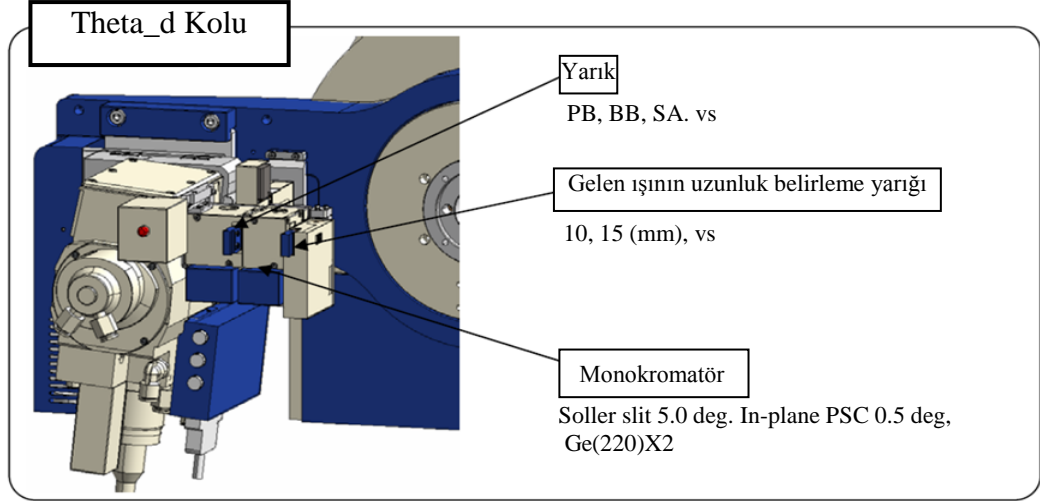 Theta_d Kolu
Yarık
PB, BB, SA. vs
Gelen ışının uzunluk belirleme yarığı
10, 15 (mm), vs
Monokromatör
Soller slit 5.0 deg. In-plane PSC 0.5 deg,
Ge(220)X2